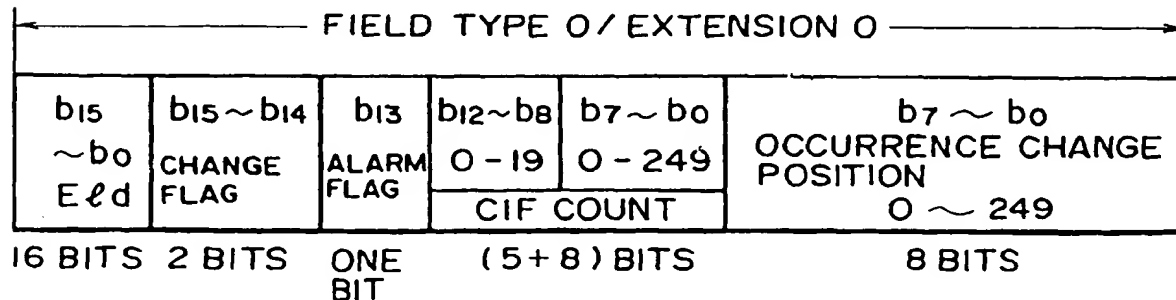 FIELD TYPE 0/EXTENSION 0
b15 ~b0 Eld
b15~b14 CHANGE FLAG
b13 ALARM FLAG
b12~b8 0-19
b7~b0 0-249
CIF COUNT
b7~b0 OCCURRENCE CHANGE POSITION 0~249
16 BITS 2 BITS ONE BIT (5+8) BITS 8 BITS